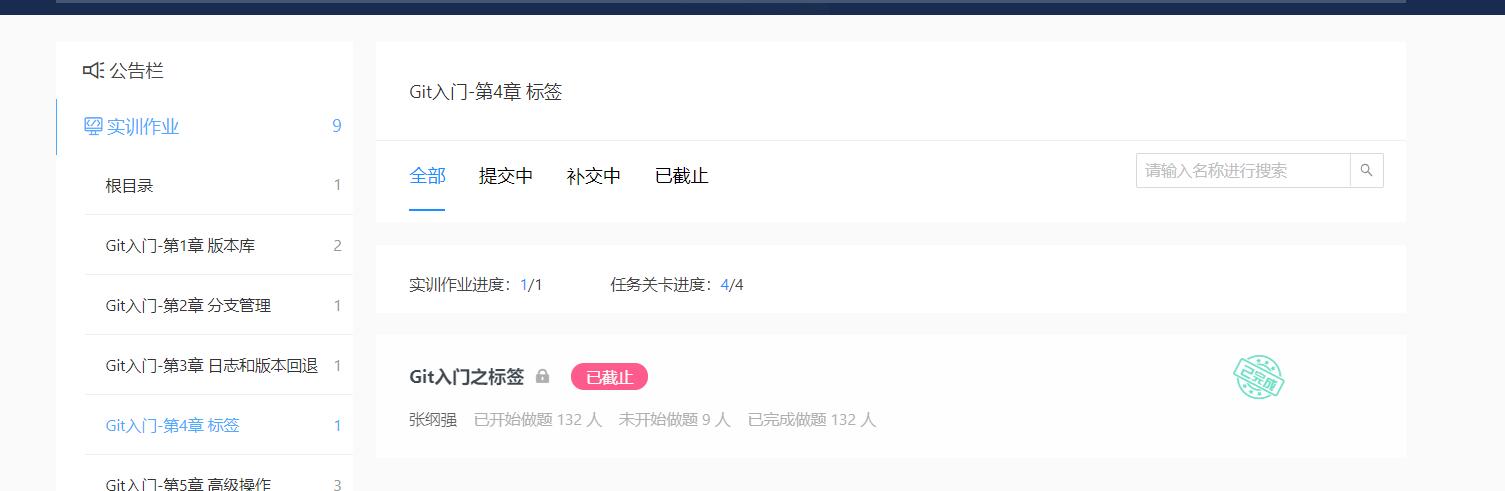 公告栏
实训作业 9
根目录 1
Git入门-第1章 版本库 2
Git入门-第2章 分支管理 1
Git入门-第3章 日志和版本回退 1
Git入门-第4章 标签 1
Git入门-第5章 高级操作 3
Git入门-第4章 标签
全部 提交中 补交中 已截止
请输入名称进行搜索
实训作业进度：1/1 任务关卡进度：4/4
Git入门之标签 已截止
已完成
张纲强 已开始做题 132 人 未开始做题 9 人 已完成做题 132 人